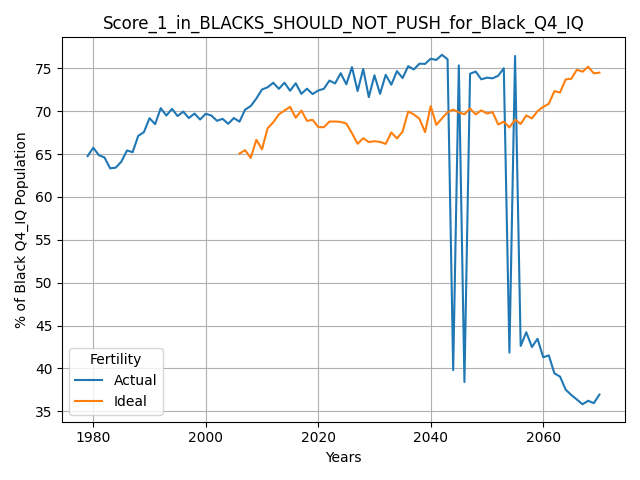 Score_1_in_BLACKS_SHOULD_NOT_PUSH_for_Black_Q4_IQ
% of Black Q4_IQ Population
75
70
65
60
55
50
45
40
35
Fertility
Actual
Ideal
1980 2000 2020 2040 2060
Years